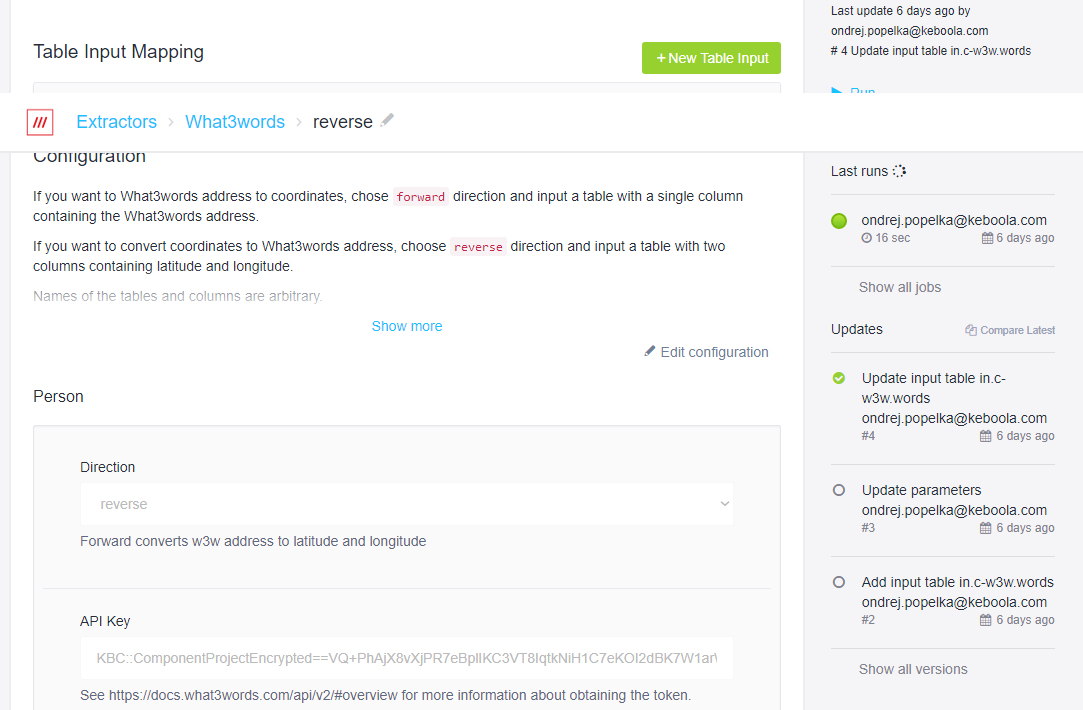 Table Input Mapping
+ New Table Input
Extractors › What3words › reverse
Configuration
If you want to What3words address to coordinates, chose forward direction and input a table with a single column
containing the What3words address.
If you want to convert coordinates to What3words address, choose reverse direction and input a table with two
columns containing latitude and longitude.
Names of the tables and columns are arbitrary.
Show more
Edit configuration
Person
Direction
reverse
Forward converts w3w address to latitude and longitude
API Key
See https://docs.what3words.com/api/v2/#overview for more information about obtaining the token.
Last update 6 days ago by
ondrej.popelka@keboola.com
# 4 Update input table in.c-w3w.words
Run
Last runs
ondrej.popelka@keboola.com
16 sec 6 days ago
Show all jobs
Updates Compare Latest
Update input table in.c-
w3w.words
ondrej.popelka@keboola.com
#4 6 days ago
Update parameters
ondrej.popelka@keboola.com
#3 6 days ago
Add input table in.c-w3w.words
ondrej.popelka@keboola.com
#2 6 days ago
Show all versions